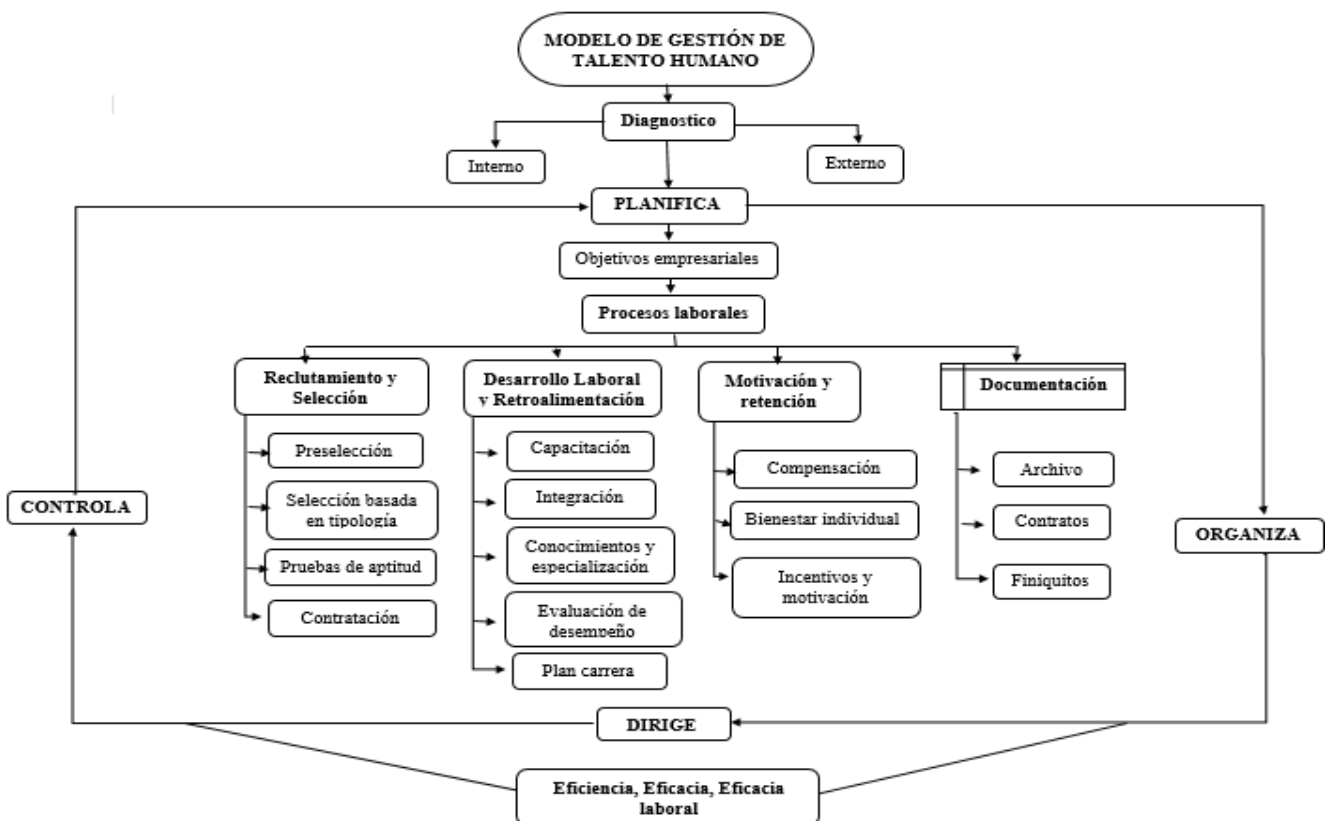 MODELO DE GESTIÓN DE
TALENTO HUMANO
Diagnostico
Interno
Externo
PLANIFICA
Objetivos empresariales
Procesos laborales
Reclutamiento y
Selección
Desarrollo Laboral
y Retroalimentación
Motivación y
retención
Documentación
Preselección
Selección basada
en tipología
Pruebas de aptitud
Contratación
Capacitación
Integración
Conocimientos y
especialización
Evaluación de
desempeño
Plan carrera
Compensación
Bienestar individual
Incentivos y
motivación
Archivo
Contratos
Finiquitos
CONTROLA
ORGANIZA
DIRIGE
Eficiencia, Eficacia, Eficacia
laboral